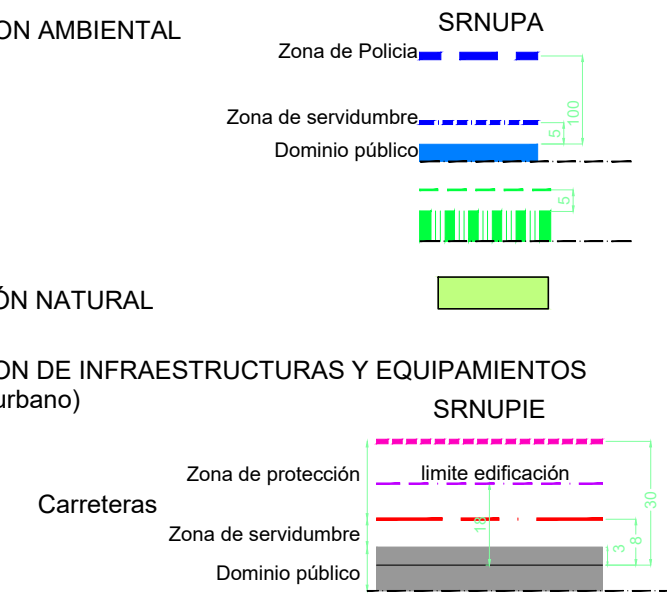 ON AMBIENTAL
SRNUPA
Zona de Policia
100
Zona de servidumbre
5
Dominio público
5
ÓN NATURAL
ON DE INFRAESTRUCTURAS Y EQUIPAMIENTOS
urbano)
SRNUPIE
Zona de protección
limite edificación
Carreteras
30
18
Zona de servidumbre
8
3
Dominio público